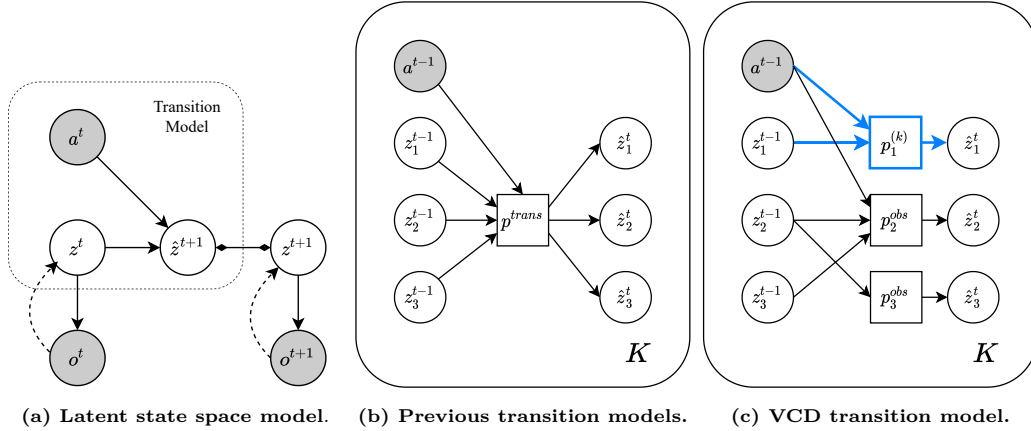 Transition
Model
a^t
z^t
ẑ^{t+1}
z^{t+1}
o^t
o^{t+1}
(a) Latent state space model.
a^{t-1}
z_1^{t-1}
z_2^{t-1}
z_3^{t-1}
p^{trans}
ẑ_1^t
ẑ_2^t
ẑ_3^t
K
(b) Previous transition models.
a^{t-1}
z_1^{t-1}
z_2^{t-1}
z_3^{t-1}
p_1^{(k)}
p_2^{obs}
p_3^{obs}
ẑ_1^t
ẑ_2^t
ẑ_3^t
K
(c) VCD transition model.